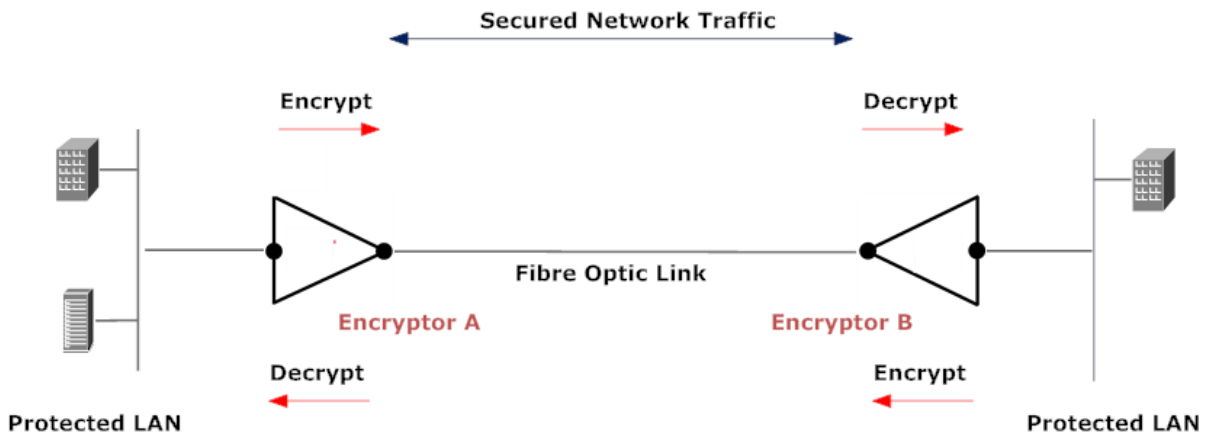 Secured Network Traffic
Encrypt
Decrypt
Fibre Optic Link
Encryptor A
Encryptor B
Decrypt
Encrypt
Protected LAN
Protected LAN